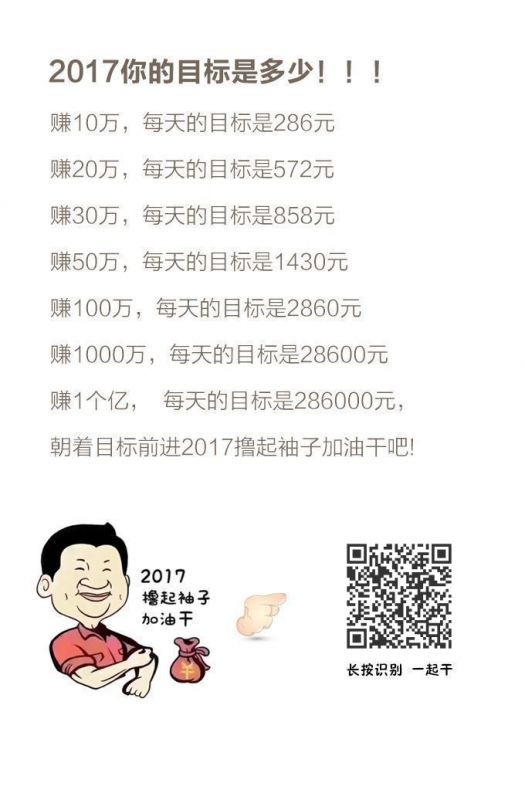 2017你的目标是多少！！！
赚10万，每天的目标是286元
赚20万，每天的目标是572元
赚30万，每天的目标是858元
赚50万，每天的目标是1430元
赚100万，每天的目标是2860元
赚1000万，每天的目标是28600元
赚1个亿， 每天的目标是286000元，
朝着目标前进2017撸起袖子加油干吧!
2017
撸起袖子
加油干
¥
长按识别 一起干